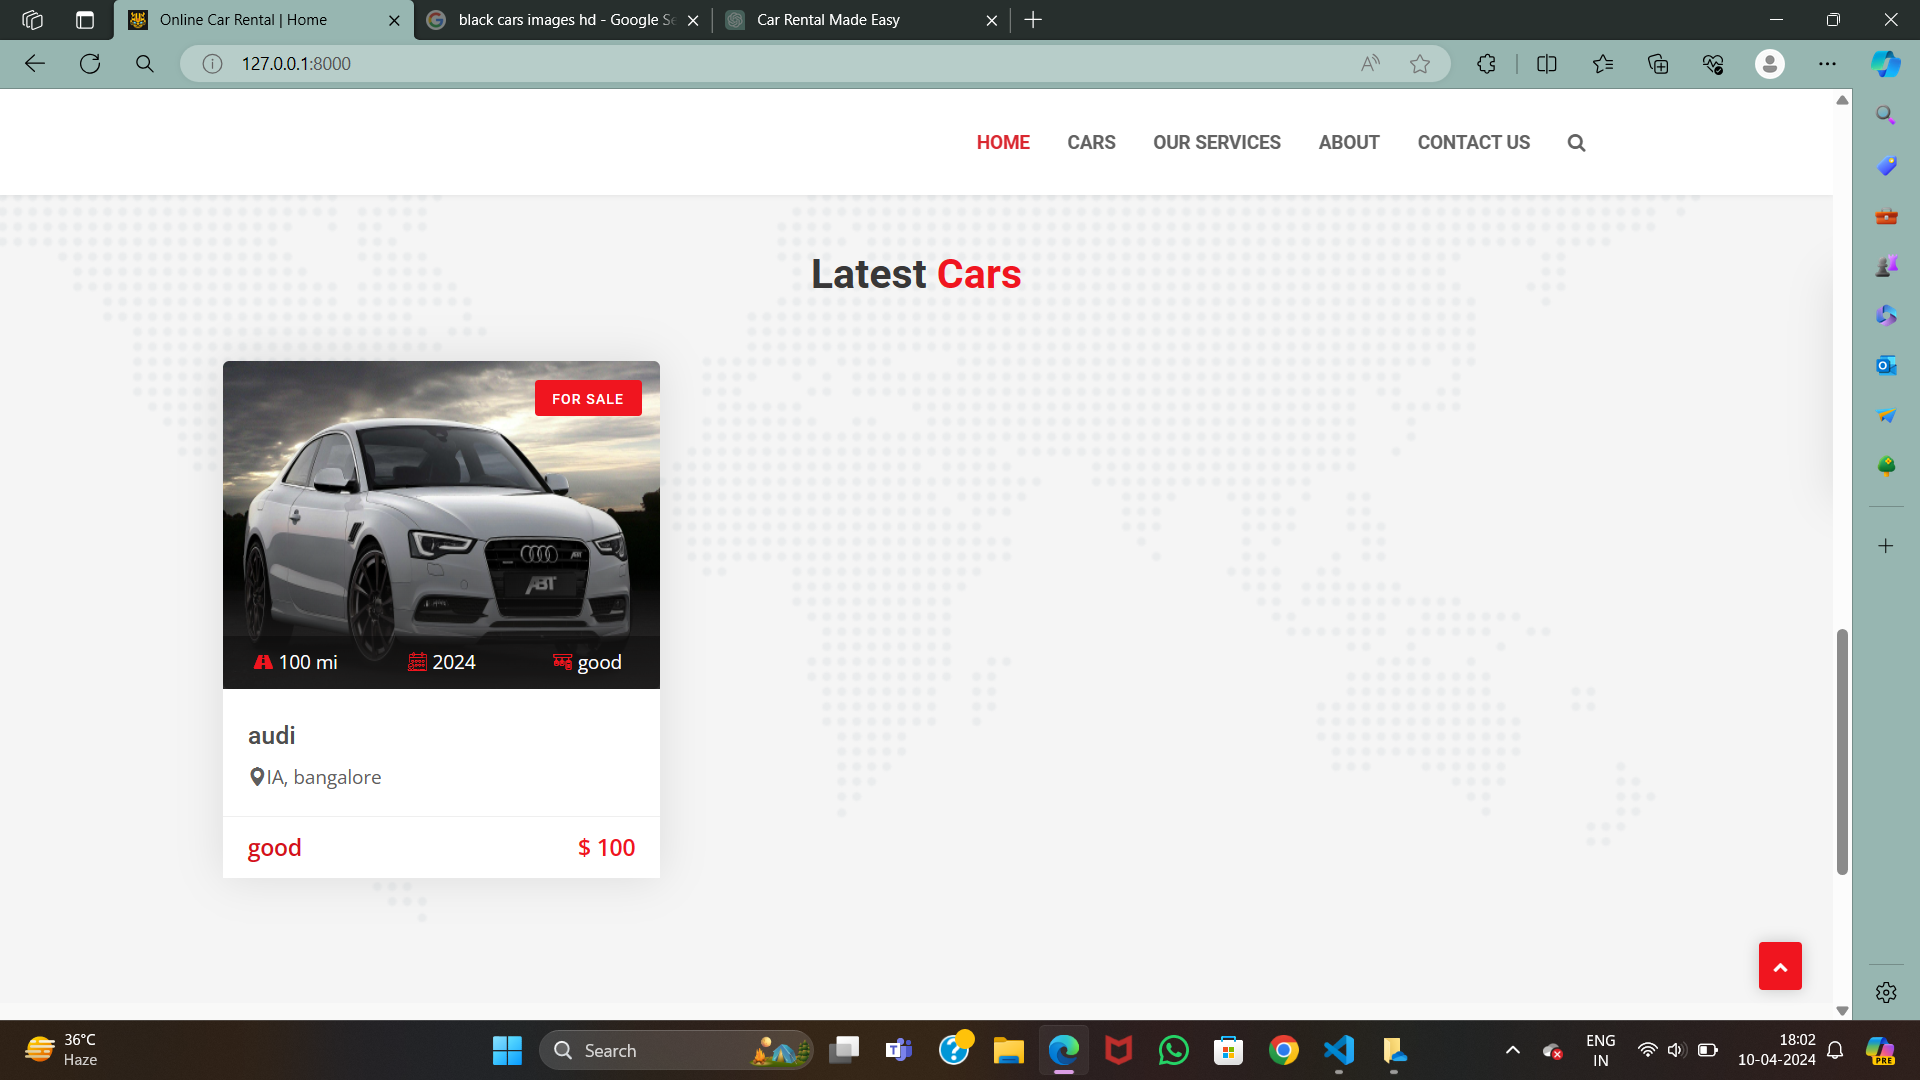 Online Car Rental | Home
black cars images hd - Google Se
Car Rental Made Easy
127.0.0.1:8000
HOME CARS OUR SERVICES ABOUT CONTACT US
Latest Cars
FOR SALE
ABT
100 mi 2024 good
audi
IA, bangalore
good $ 100
36°C
Haze
Search
ENG
IN
18:02
10-04-2024
PRE